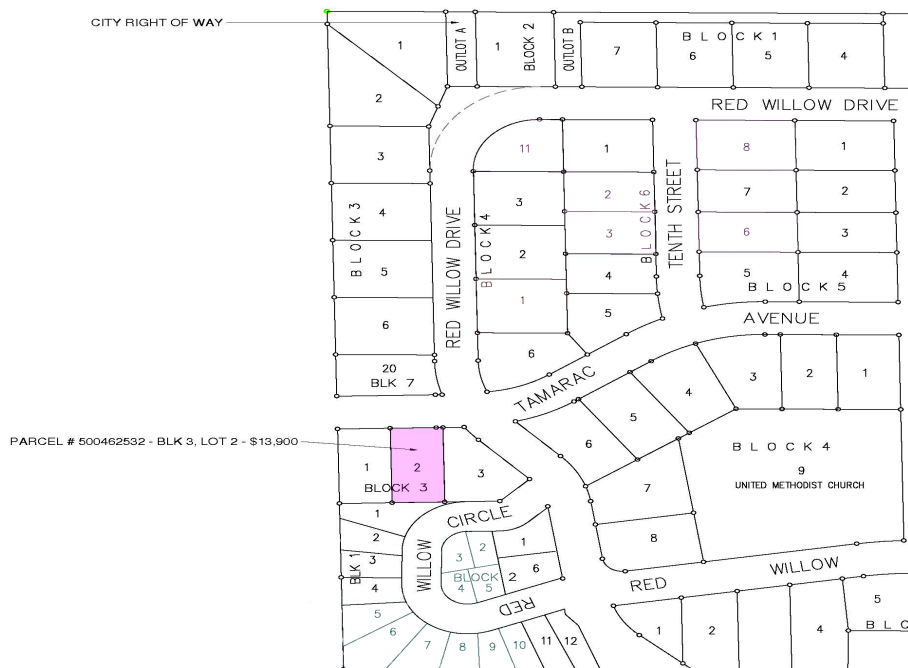 CITY RIGHT OF WAY
1
OUTLOT A
1
BLOCK 2
OUTLOT B
7
BLOCK 1
6
5
4
2
RED WILLOW DRIVE
3
11
1
8
1
TENTH STREET
4
BLOCK 3
3
2
BLOCK 6
7
2
RED WILLOW DRIVE
BLOCK 4
3
6
3
5
2
4
5
4
BLOCK 5
1
5
6
AVENUE
6
20
BLK 7
TAMARAC
3
2
1
4
5
6
PARCEL # 500462532 - BLK 3, LOT 2 - $13,900
1
2
3
BLOCK 3
BLOCK 4
9
UNITED METHODIST CHURCH
7
8
1
2
3
4
5
6
7
8
9
10
11
12
BLK 1
WILLOW
CIRCLE
3
2
1
BLOCK
2
6
4
5
RED
RED
WILLOW
1
2
4
5
BLOC